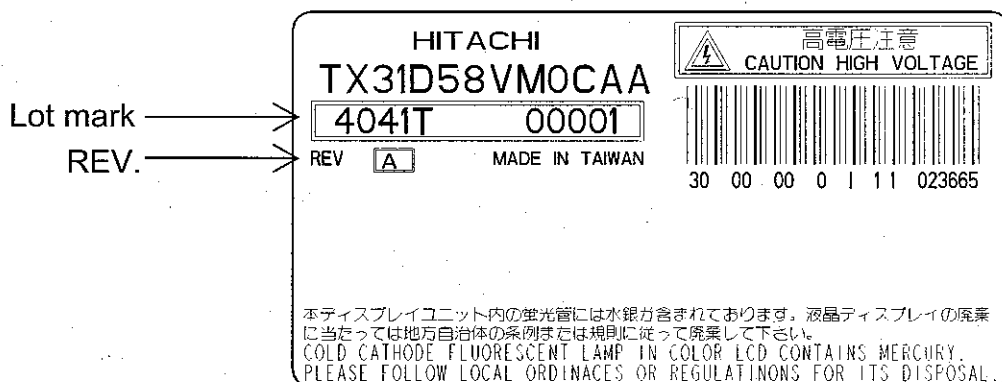 HITACHI
TX31D58VM0CAA
Lot mark
4041T 00001
REV.
REV A MADE IN TAIWAN
高電圧注意
CAUTION HIGH VOLTAGE
30 00 00 0 I 11 023665
本ディスプレイユニット内の蛍光管には水銀が含まれております。液晶ディスプレイの廃棄
に当たっては地方自治体の条例または規則に従って廃棄して下さい。
COLD CATHODE FLUORESCENT LAMP IN COLOR LCD CONTAINS MERCURY.
PLEASE FOLLOW LOCAL ORDINACES OR REGULATINONS FOR ITS DISPOSAL.